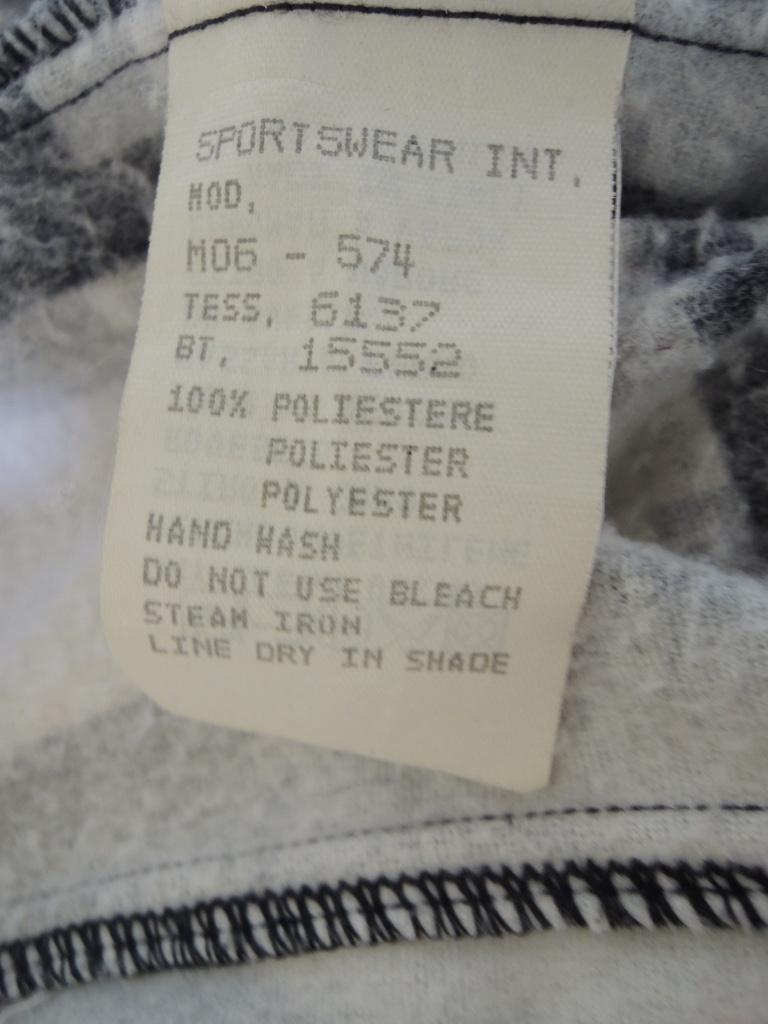 SPORTSWEAR INT.
MOD.
M06 - 574
TESS. 6137
BT. 15552
100% POLIESTERE
POLIESTER
POLYESTER
HAND WASH
DO NOT USE BLEACH
STEAM IRON
LINE DRY IN SHADE